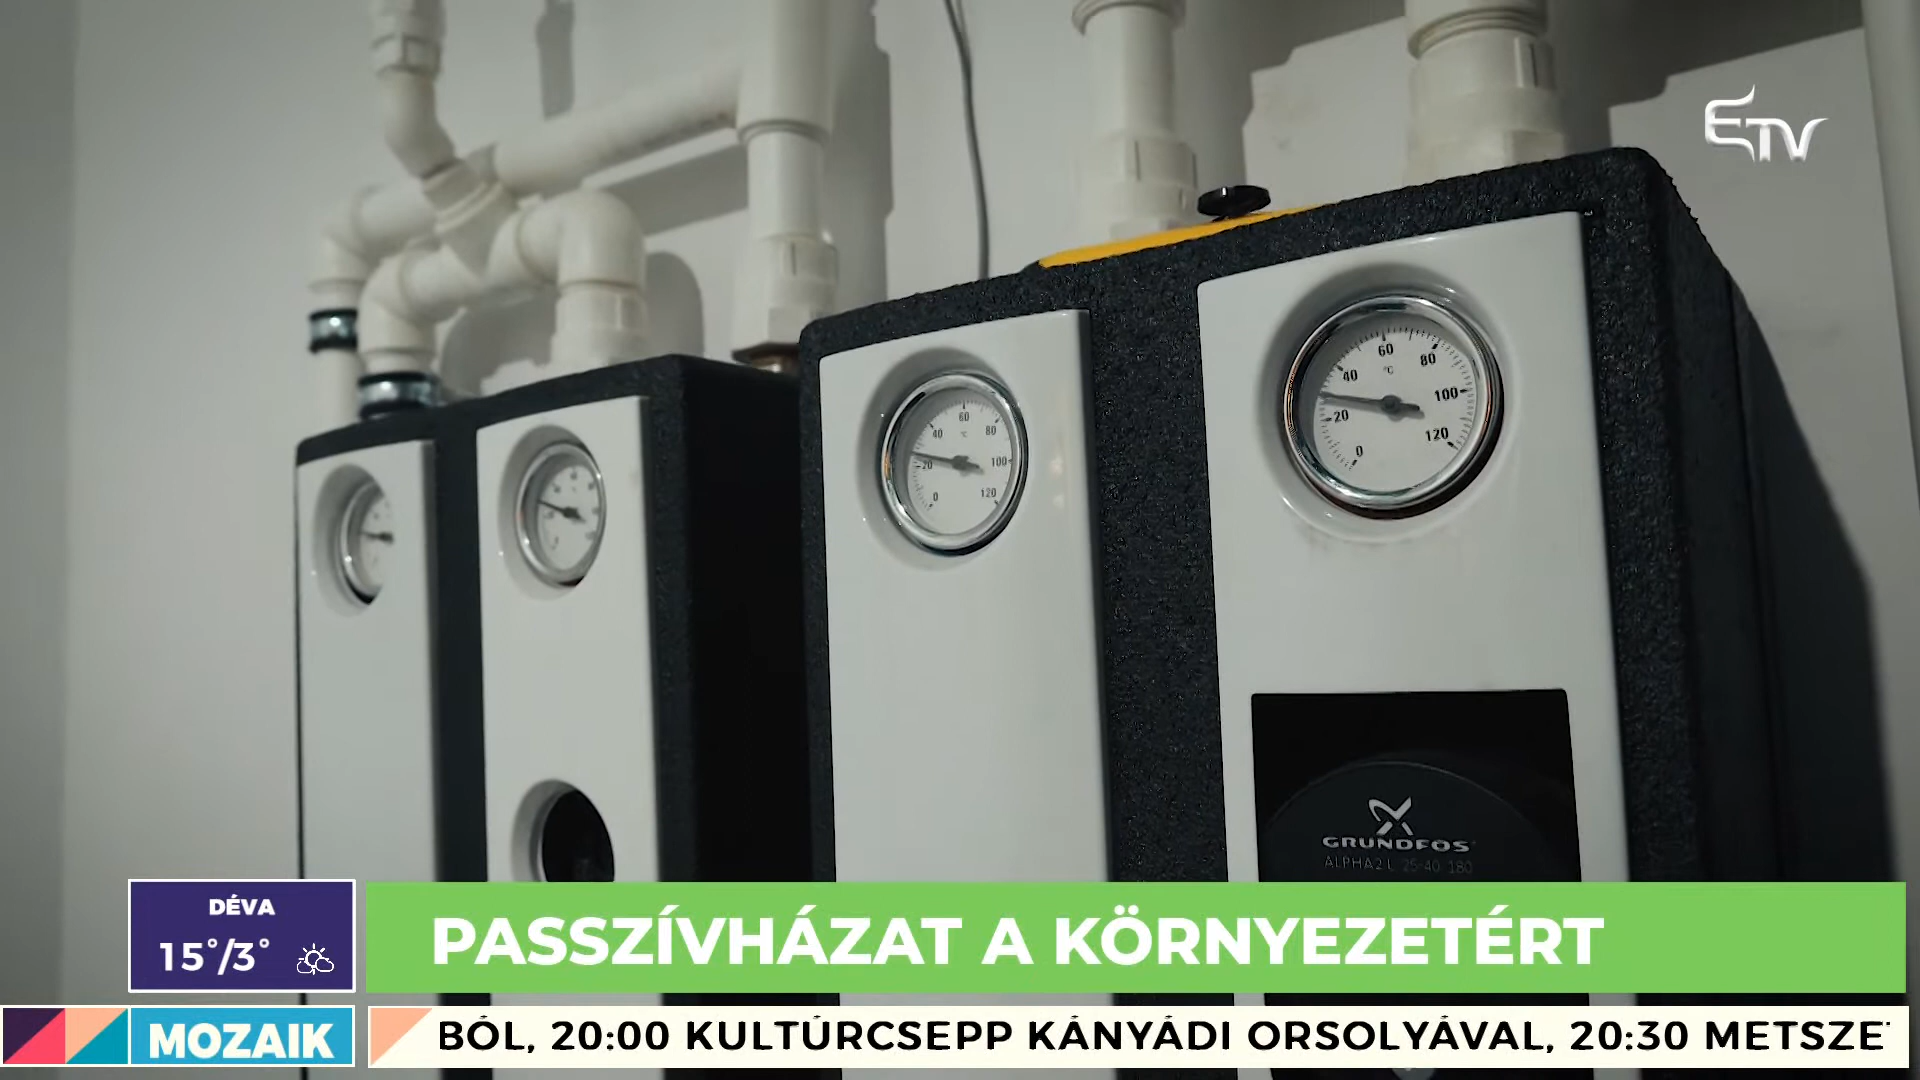 ETV
60
40
80
°C
20
100
0
120
60
40
80
°C
20
100
0
120
GRUNDFOS
ALPHA2 L 25-40 180
DÉVA
15°/3°
PASSZÍVHÁZAT A KÖRNYEZETÉRT
MOZAIK
BÓL, 20:00 KULTÚRCSEPP KÁNYÁDI ORSOLYÁVAL, 20:30 METSZE